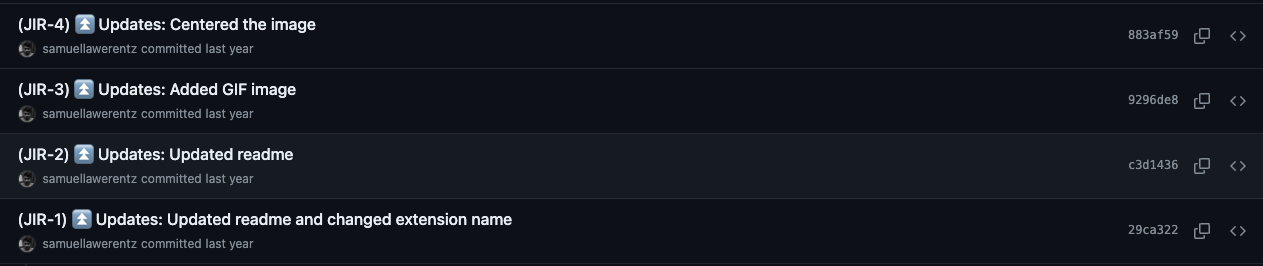 (JIR-4) ⏫ Updates: Centered the image
samuellawerentz committed last year
883af59
(JIR-3) ⏫ Updates: Added GIF image
samuellawerentz committed last year
9296de8
(JIR-2) ⏫ Updates: Updated readme
samuellawerentz committed last year
c3d1436
(JIR-1) ⏫ Updates: Updated readme and changed extension name
samuellawerentz committed last year
29ca322